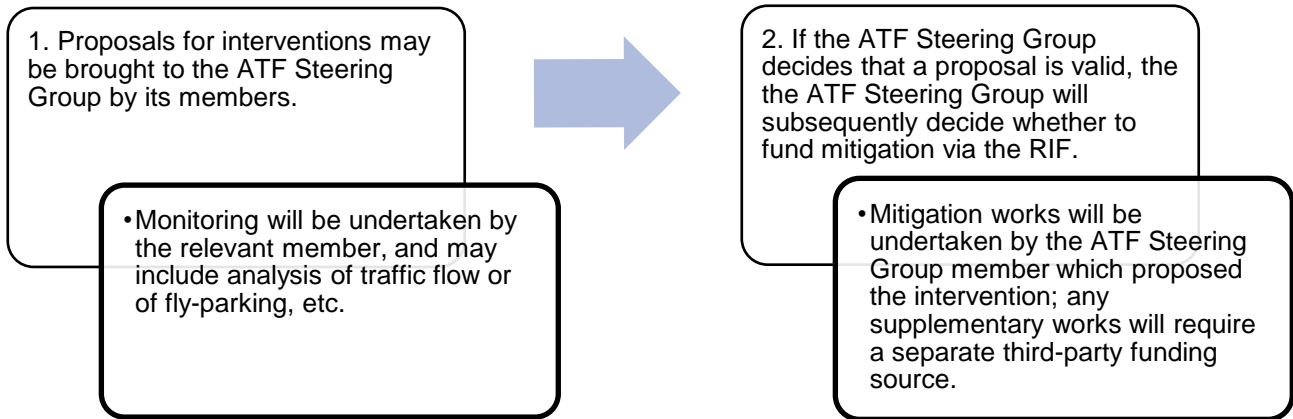 1. Proposals for interventions may
be brought to the ATF Steering
Group by its members.
•Monitoring will be undertaken by
the relevant member, and may
include analysis of traffic flow or
of fly-parking, etc.
2. If the ATF Steering Group
decides that a proposal is valid, the
the ATF Steering Group will
subsequently decide whether to
fund mitigation via the RIF.
•Mitigation works will be
undertaken by the ATF Steering
Group member which proposed
the intervention; any
supplementary works will require
a separate third-party funding
source.